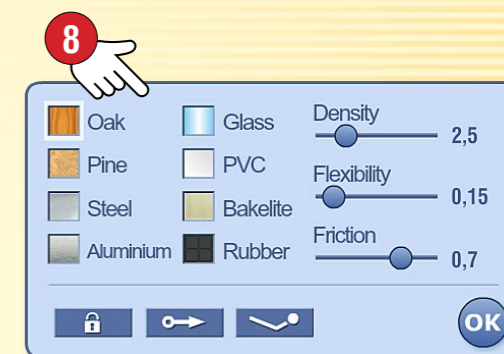 8
Oak
Glass
Density
2,5
Pine
PVC
Flexibility
0,15
Steel
Bakelite
Friction
0,7
Aluminium
Rubber
OK